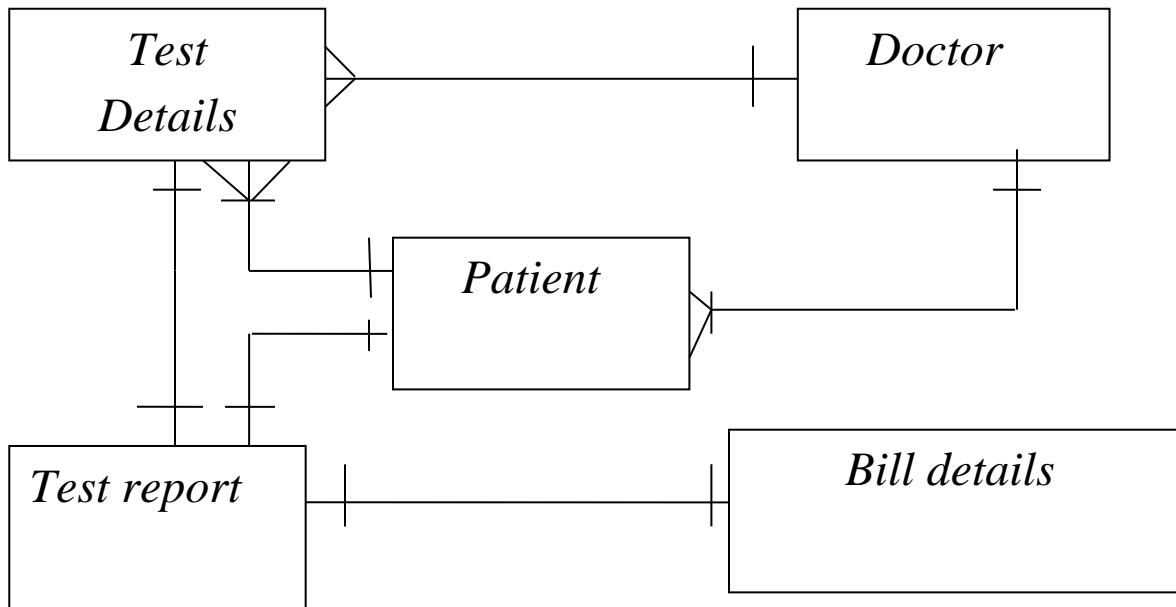 Test
Details
Doctor
Patient
Test report
Bill details